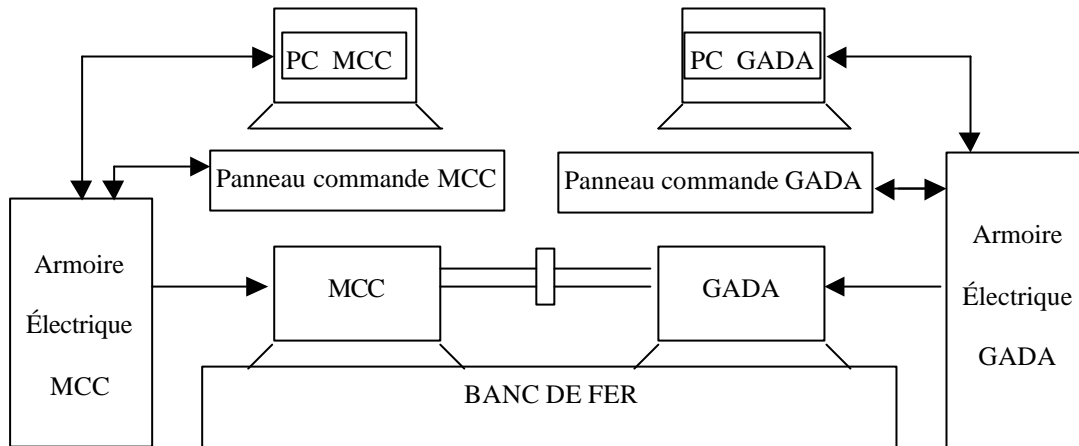 PC MCC
PC GADA
Panneau commande MCC
Panneau commande GADA
Armoire
Électrique
MCC
MCC
GADA
Armoire
Électrique
GADA
BANC DE FER